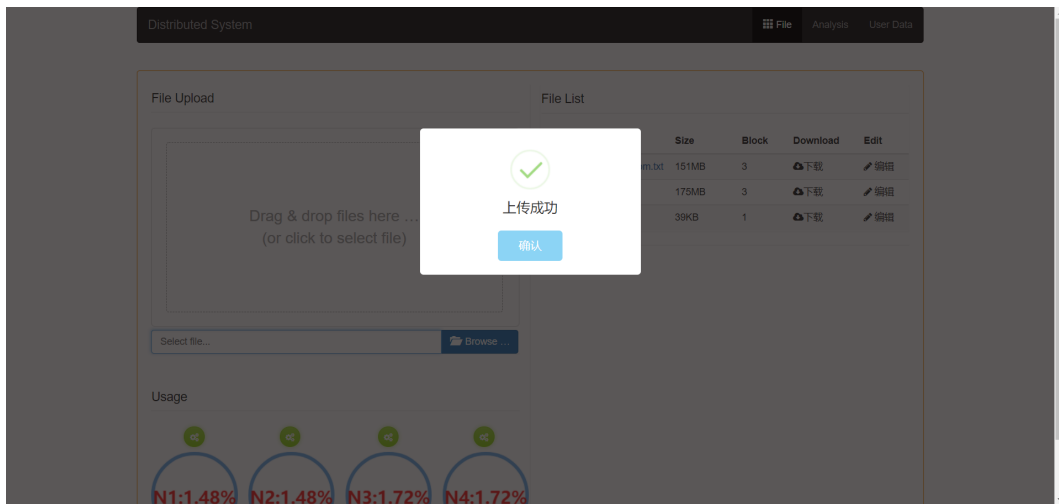 Distributed System
File Analysis User Data
File Upload
File List
Size Block Download Edit
m.txt 151MB 3 下载 编辑
175MB 3 下载 编辑
39KB 1 下载 编辑
Drag & drop files here ...
(or click to select file)
上传成功
确认
Select file...
Browse ...
Usage
N1:1.48% N2:1.48% N3:1.72% N4:1.72%